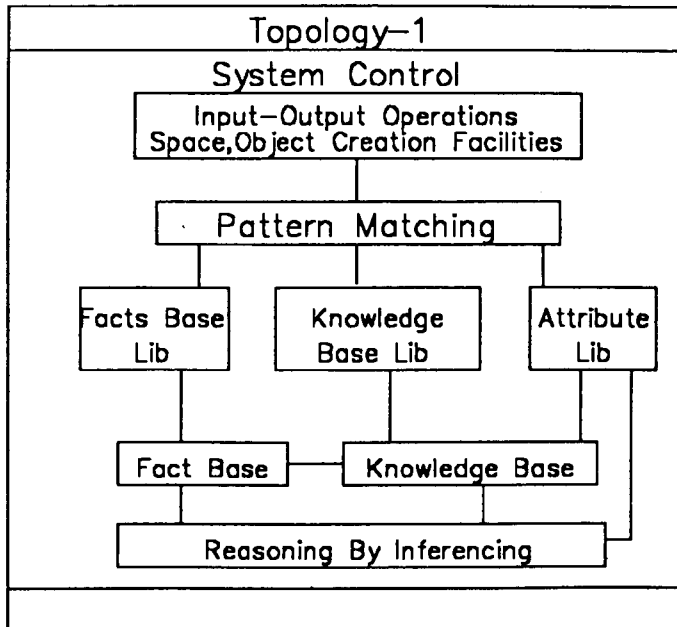 Topology-1
System Control
Input-Output Operations
Space,Object Creation Facilities
Pattern Matching
Facts Base
Lib
Knowledge
Base Lib
Attribute
Lib
Fact Base
Knowledge Base
Reasoning By Inferencing